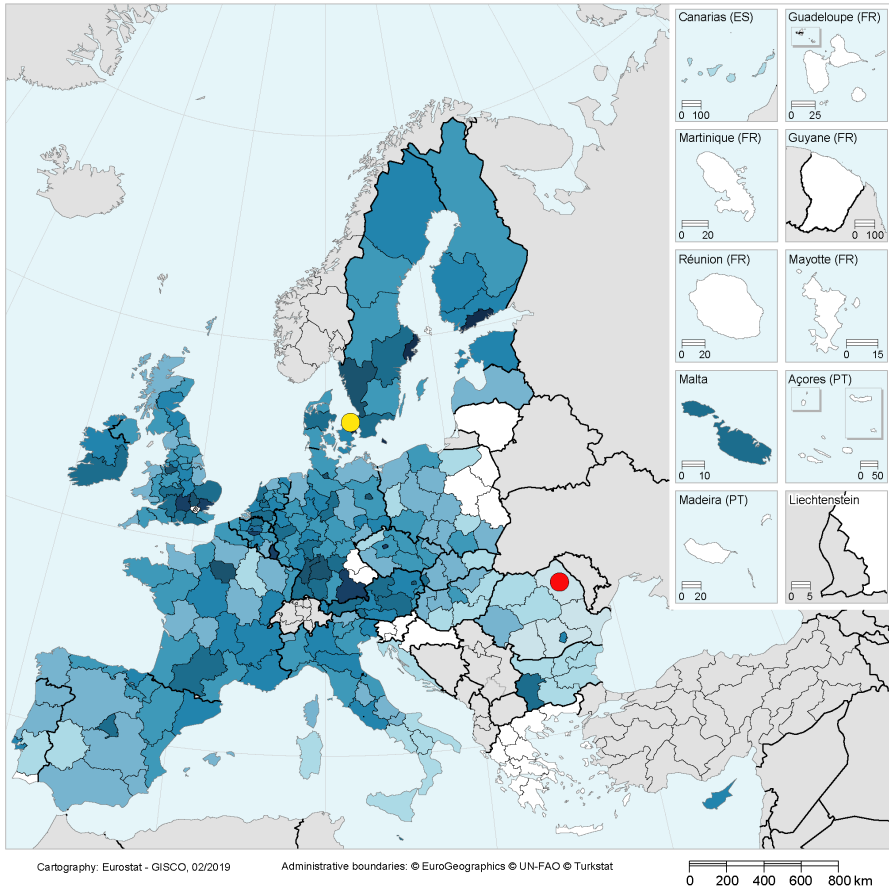 Canarias (ES)
0 100
Guadeloupe (FR)
0 25
Martinique (FR)
0 20
Guyane (FR)
0 100
Réunion (FR)
0 20
Mayotte (FR)
0 15
Malta
0 10
Açores (PT)
0 50
Madeira (PT)
0 20
Liechtenstein
0 5
Cartography: Eurostat - GISCO, 02/2019
Administrative boundaries: © EuroGeographics © UN-FAO © Turkstat
0 200 400 600 800 km